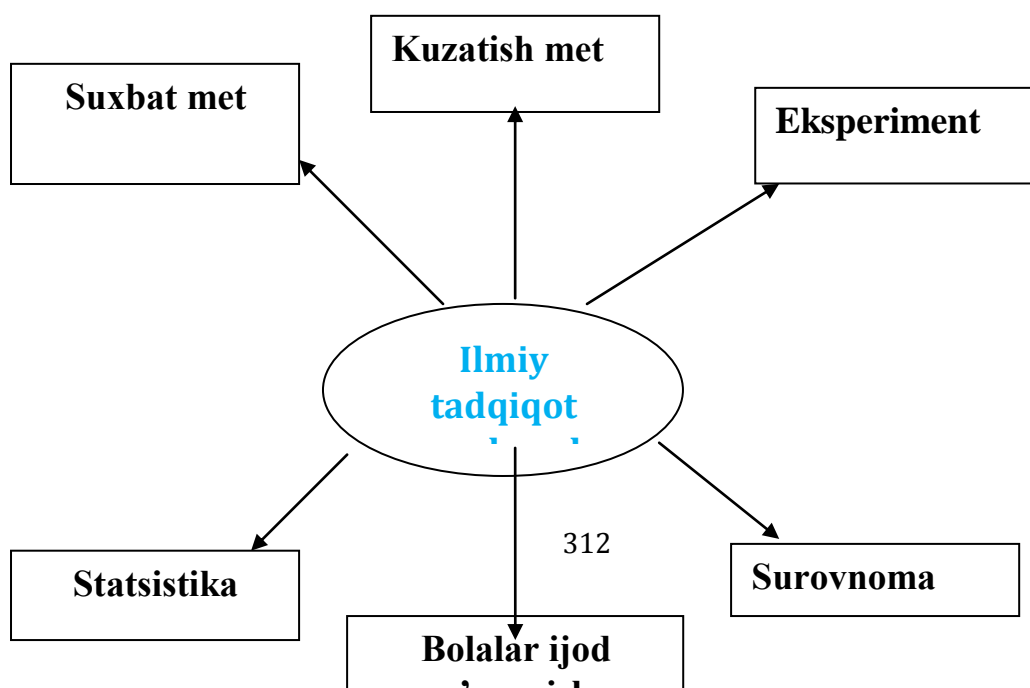 Kuzatish met
Suxbat met
Eksperiment
Ilmiy
tadqiqot
312
Statsistika
Surovnoma
Bolalar ijod